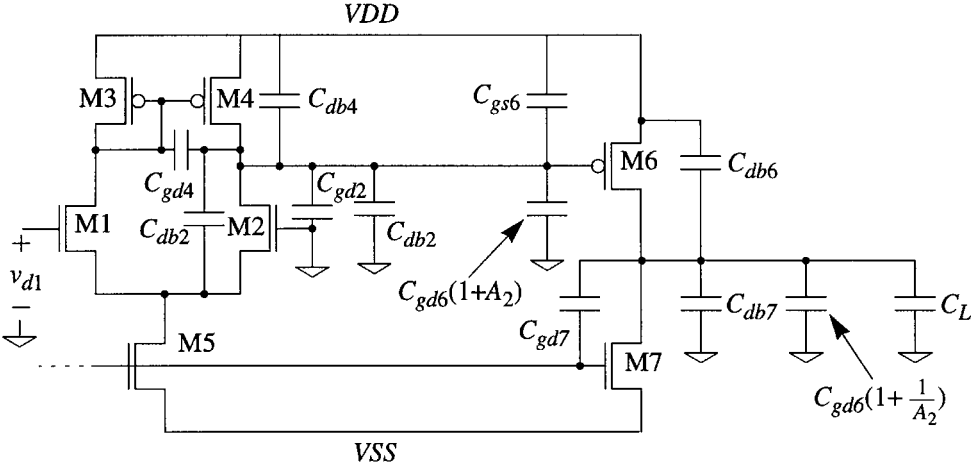 VDD
M3
M4
C_db4
C_gs6
M6
C_db6
C_gd4
C_gd2
M1
C_db2
M2
C_db2
+
v_d1
−
C_gd6(1+A_2)
C_gd7
C_db7
C_L
M5
M7
C_gd6(1+ 1/A_2)
VSS